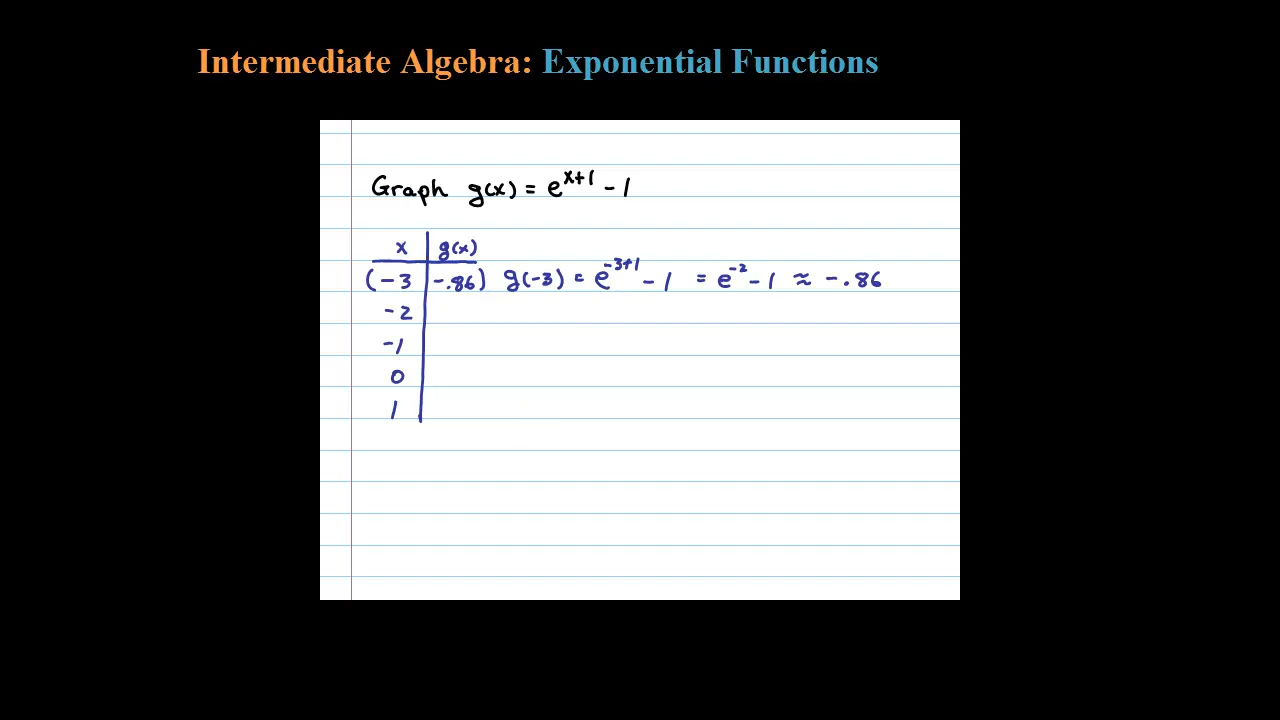 Intermediate Algebra: Exponential Functions
Graph g(x) = e^{x+1} - 1
x g(x)
(-3 -.86) g(-3) = e^{-3+1} - 1 = e^{-2} - 1 ≈ -.86
-2
-1
0
1